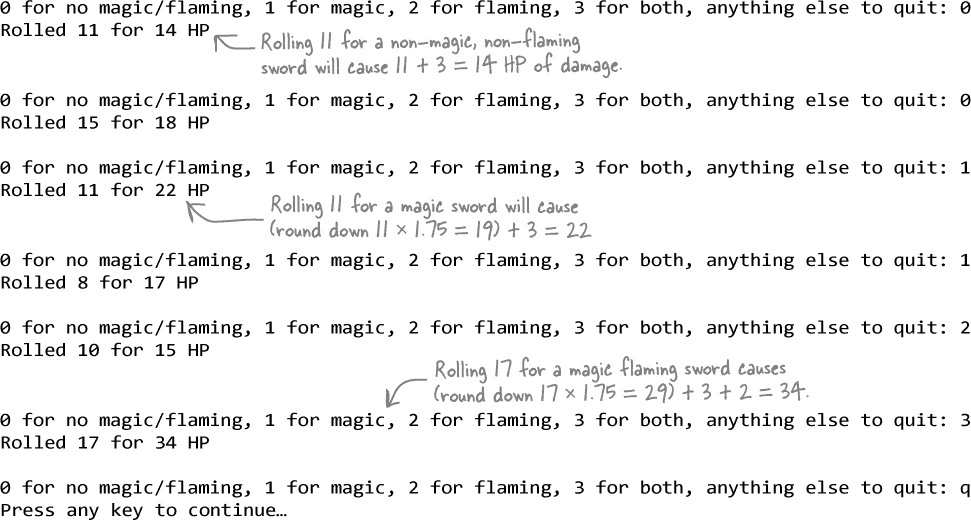 0 for no magic/flaming, 1 for magic, 2 for flaming, 3 for both, anything else to quit: 0
Rolled 11 for 14 HP
Rolling 11 for a non-magic, non-flaming
sword will cause 11 + 3 = 14 HP of damage.
0 for no magic/flaming, 1 for magic, 2 for flaming, 3 for both, anything else to quit: 0
Rolled 15 for 18 HP
0 for no magic/flaming, 1 for magic, 2 for flaming, 3 for both, anything else to quit: 1
Rolled 11 for 22 HP
Rolling 11 for a magic sword will cause
(round down 11 × 1.75 = 19) + 3 = 22
0 for no magic/flaming, 1 for magic, 2 for flaming, 3 for both, anything else to quit: 1
Rolled 8 for 17 HP
0 for no magic/flaming, 1 for magic, 2 for flaming, 3 for both, anything else to quit: 2
Rolled 10 for 15 HP
Rolling 17 for a magic flaming sword causes
(round down 17 × 1.75 = 29) + 3 + 2 = 34.
0 for no magic/flaming, 1 for magic, 2 for flaming, 3 for both, anything else to quit: 3
Rolled 17 for 34 HP
0 for no magic/flaming, 1 for magic, 2 for flaming, 3 for both, anything else to quit: q
Press any key to continue…